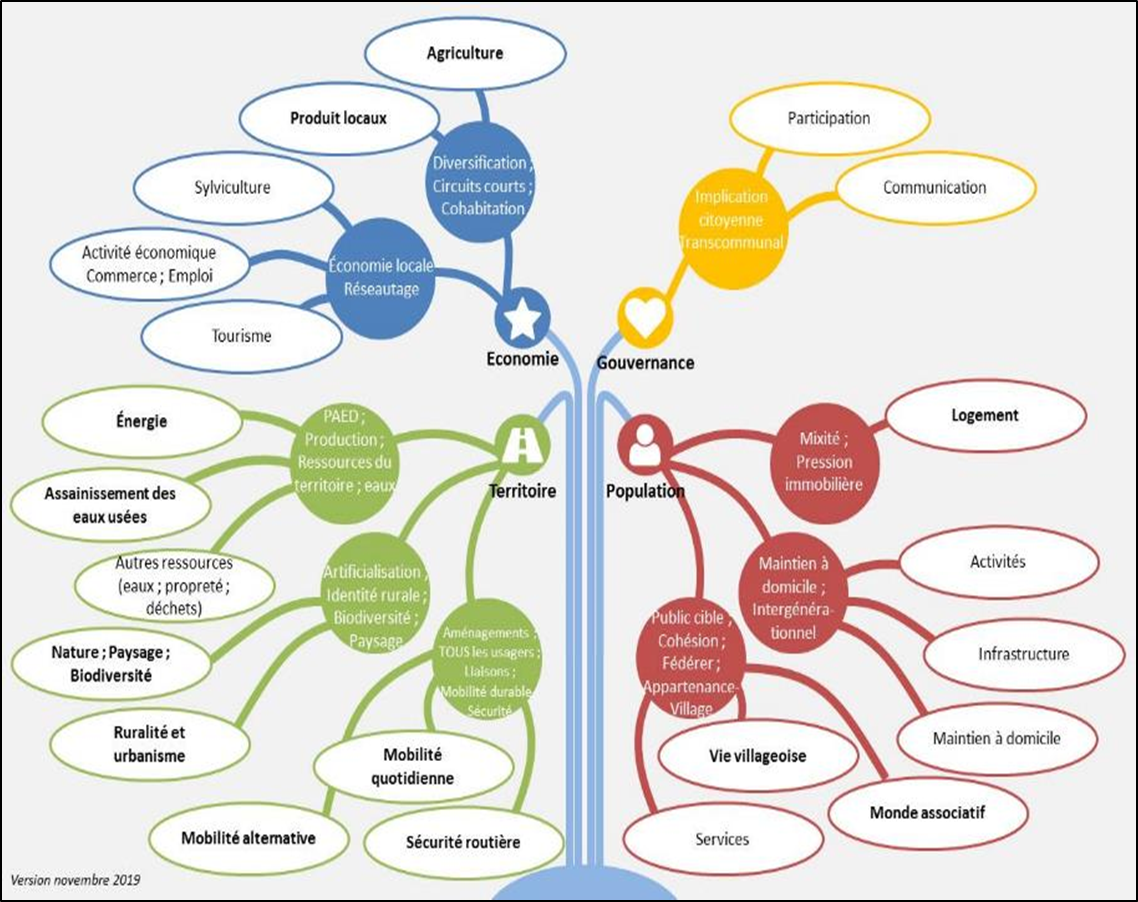 Agriculture
Produit locaux
Diversification ;
Circuits courts ;
Cohabitation
Sylviculture
Activité économique
Commerce ; Emploi
Économie locale
Réseautage
Tourisme
Economie
Participation
Communication
Implication
citoyenne
Transcommunal
Gouvernance
Énergie
PAED ;
Production ;
Ressources du
territoire ; eaux
Assainissement des
eaux usées
Autres ressources
(eaux ; propreté ;
déchets)
Territoire
Artificialisation ;
Identité rurale ;
Biodiversité ;
Paysage
Nature ; Paysage ;
Biodiversité
Ruralité et
urbanisme
Aménagements ;
TOUS les usagers ;
Liaisons ;
Mobilité durable
Sécurité
Mobilité
quotidienne
Mobilité alternative
Sécurité routière
Population
Mixité ;
Pression
immobilière
Logement
Maintien à
domicile ;
Intergénéra-
tionnel
Activités
Infrastructure
Maintien à domicile
Public cible ;
Cohésion ;
Fédérer ;
Appartenance-
Village
Vie villageoise
Monde associatif
Services
Version novembre 2019